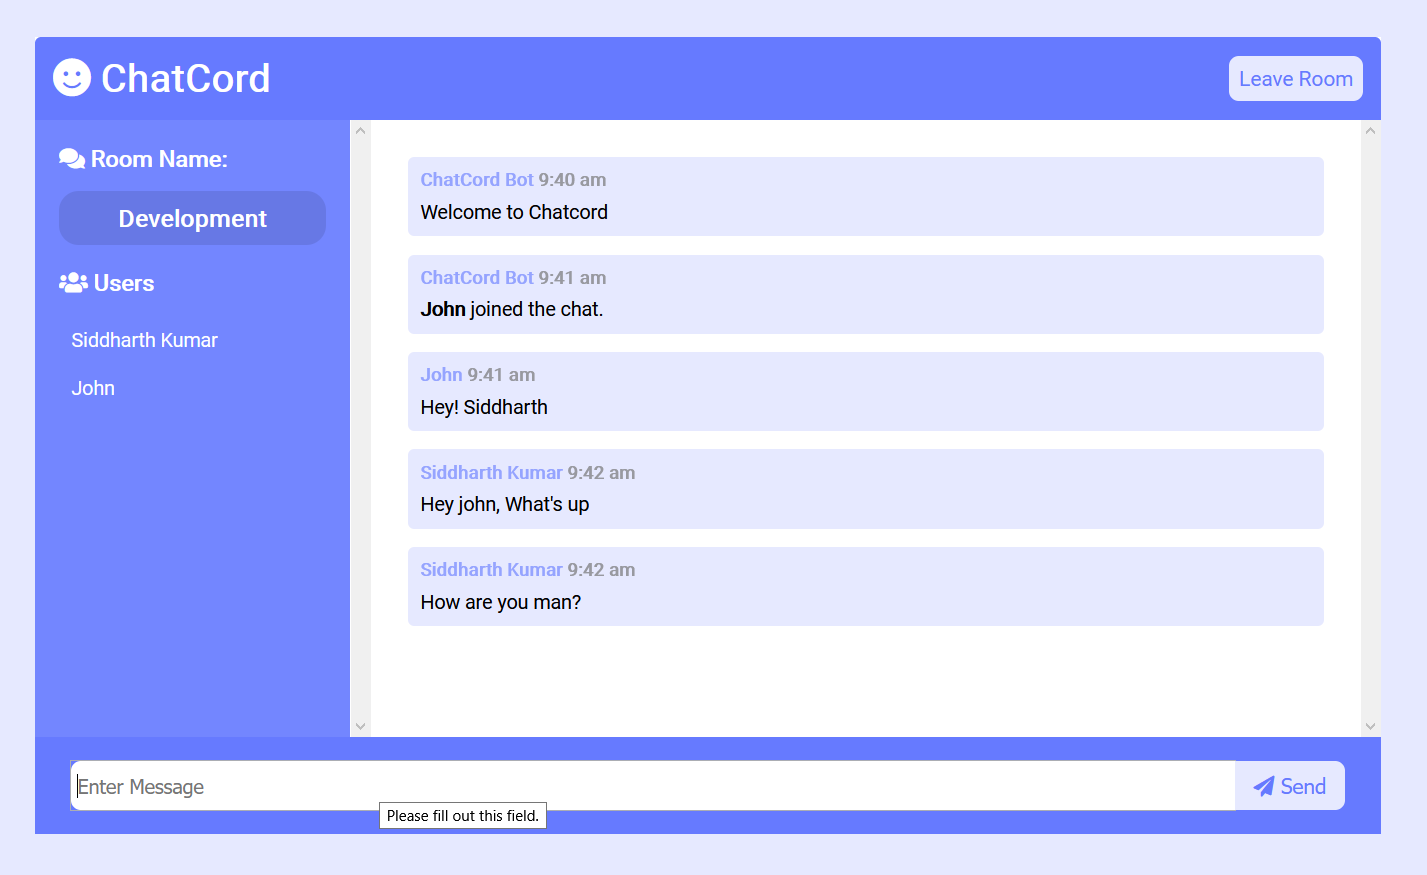 ChatCord
Leave Room
Room Name:
Development
Users
Siddharth Kumar
John
ChatCord Bot 9:40 am
Welcome to Chatcord
ChatCord Bot 9:41 am
John joined the chat.
John 9:41 am
Hey! Siddharth
Siddharth Kumar 9:42 am
Hey john, What's up
Siddharth Kumar 9:42 am
How are you man?
Enter Message
Send
Please fill out this field.